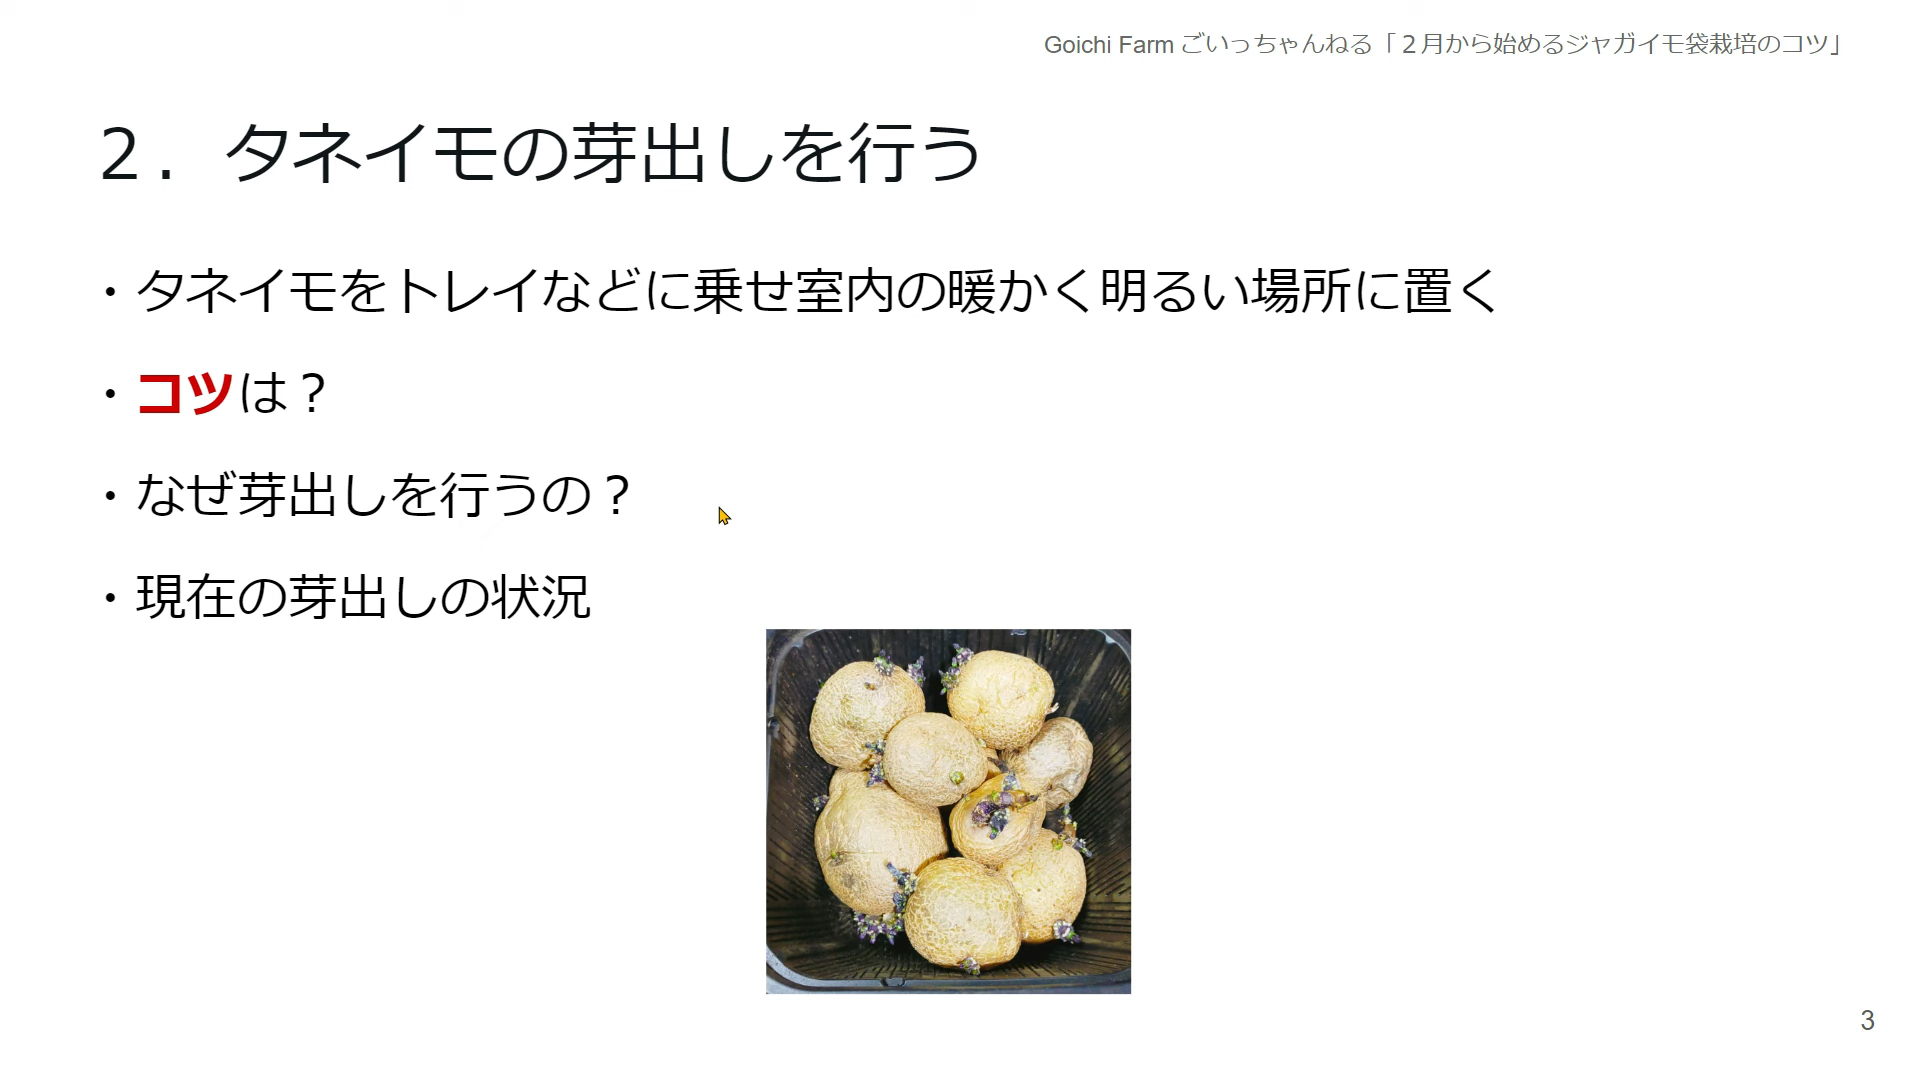 Goichi Farm ごいっちゃんねる「２月から始めるジャガイモ袋栽培のコツ」
２．タネイモの芽出しを行う
・タネイモをトレイなどに乗せ室内の暖かく明るい場所に置く
・コツは？
・なぜ芽出しを行うの？
・現在の芽出しの状況
3